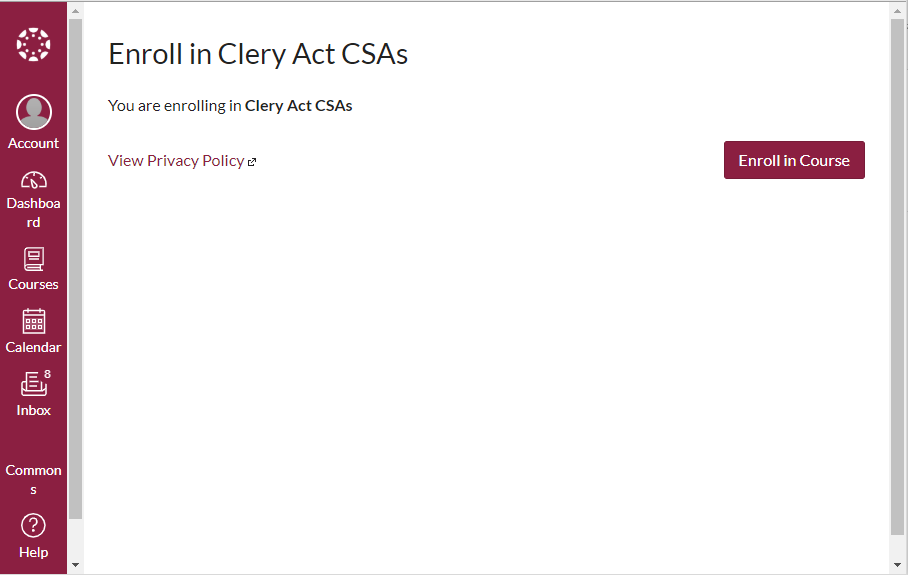 Enroll in Clery Act CSAs
You are enrolling in Clery Act CSAs
View Privacy Policy
Enroll in Course
Account
Dashboa
rd
Courses
Calendar
8
Inbox
Common
s
?
Help